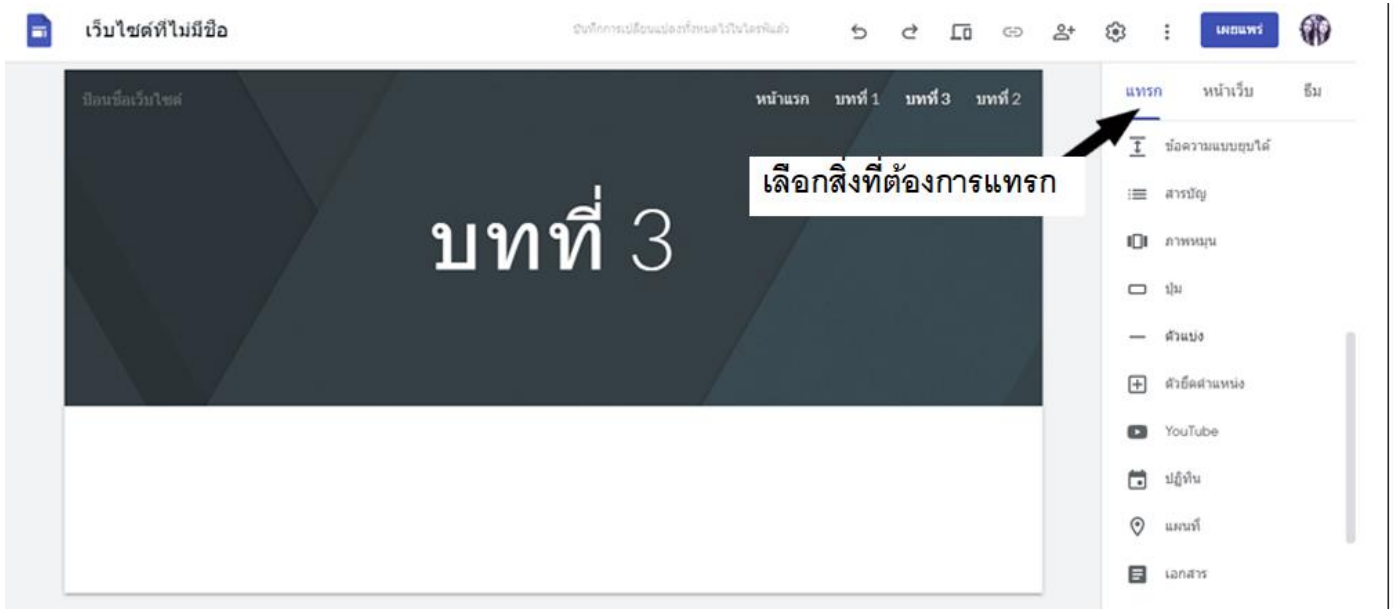 เว็บไซต์ที่ไม่มีชื่อ
บันทึกการเปลี่ยนแปลงทั้งหมดไว้ในไดรฟ์แล้ว
เผยแพร่
ป้อนชื่อเว็บไซต์
หน้าแรก บทที่ 1 บทที่ 3 บทที่ 2
แทรก หน้าเว็บ ธีม
เลือกสิ่งที่ต้องการแทรก
บทที่ 3
ข้อความแบบยุบได้
สารบัญ
ภาพหมุน
ปุ่ม
ตัวแบ่ง
ตัวยึดตำแหน่ง
YouTube
ปฏิทิน
แผนที่
เอกสาร